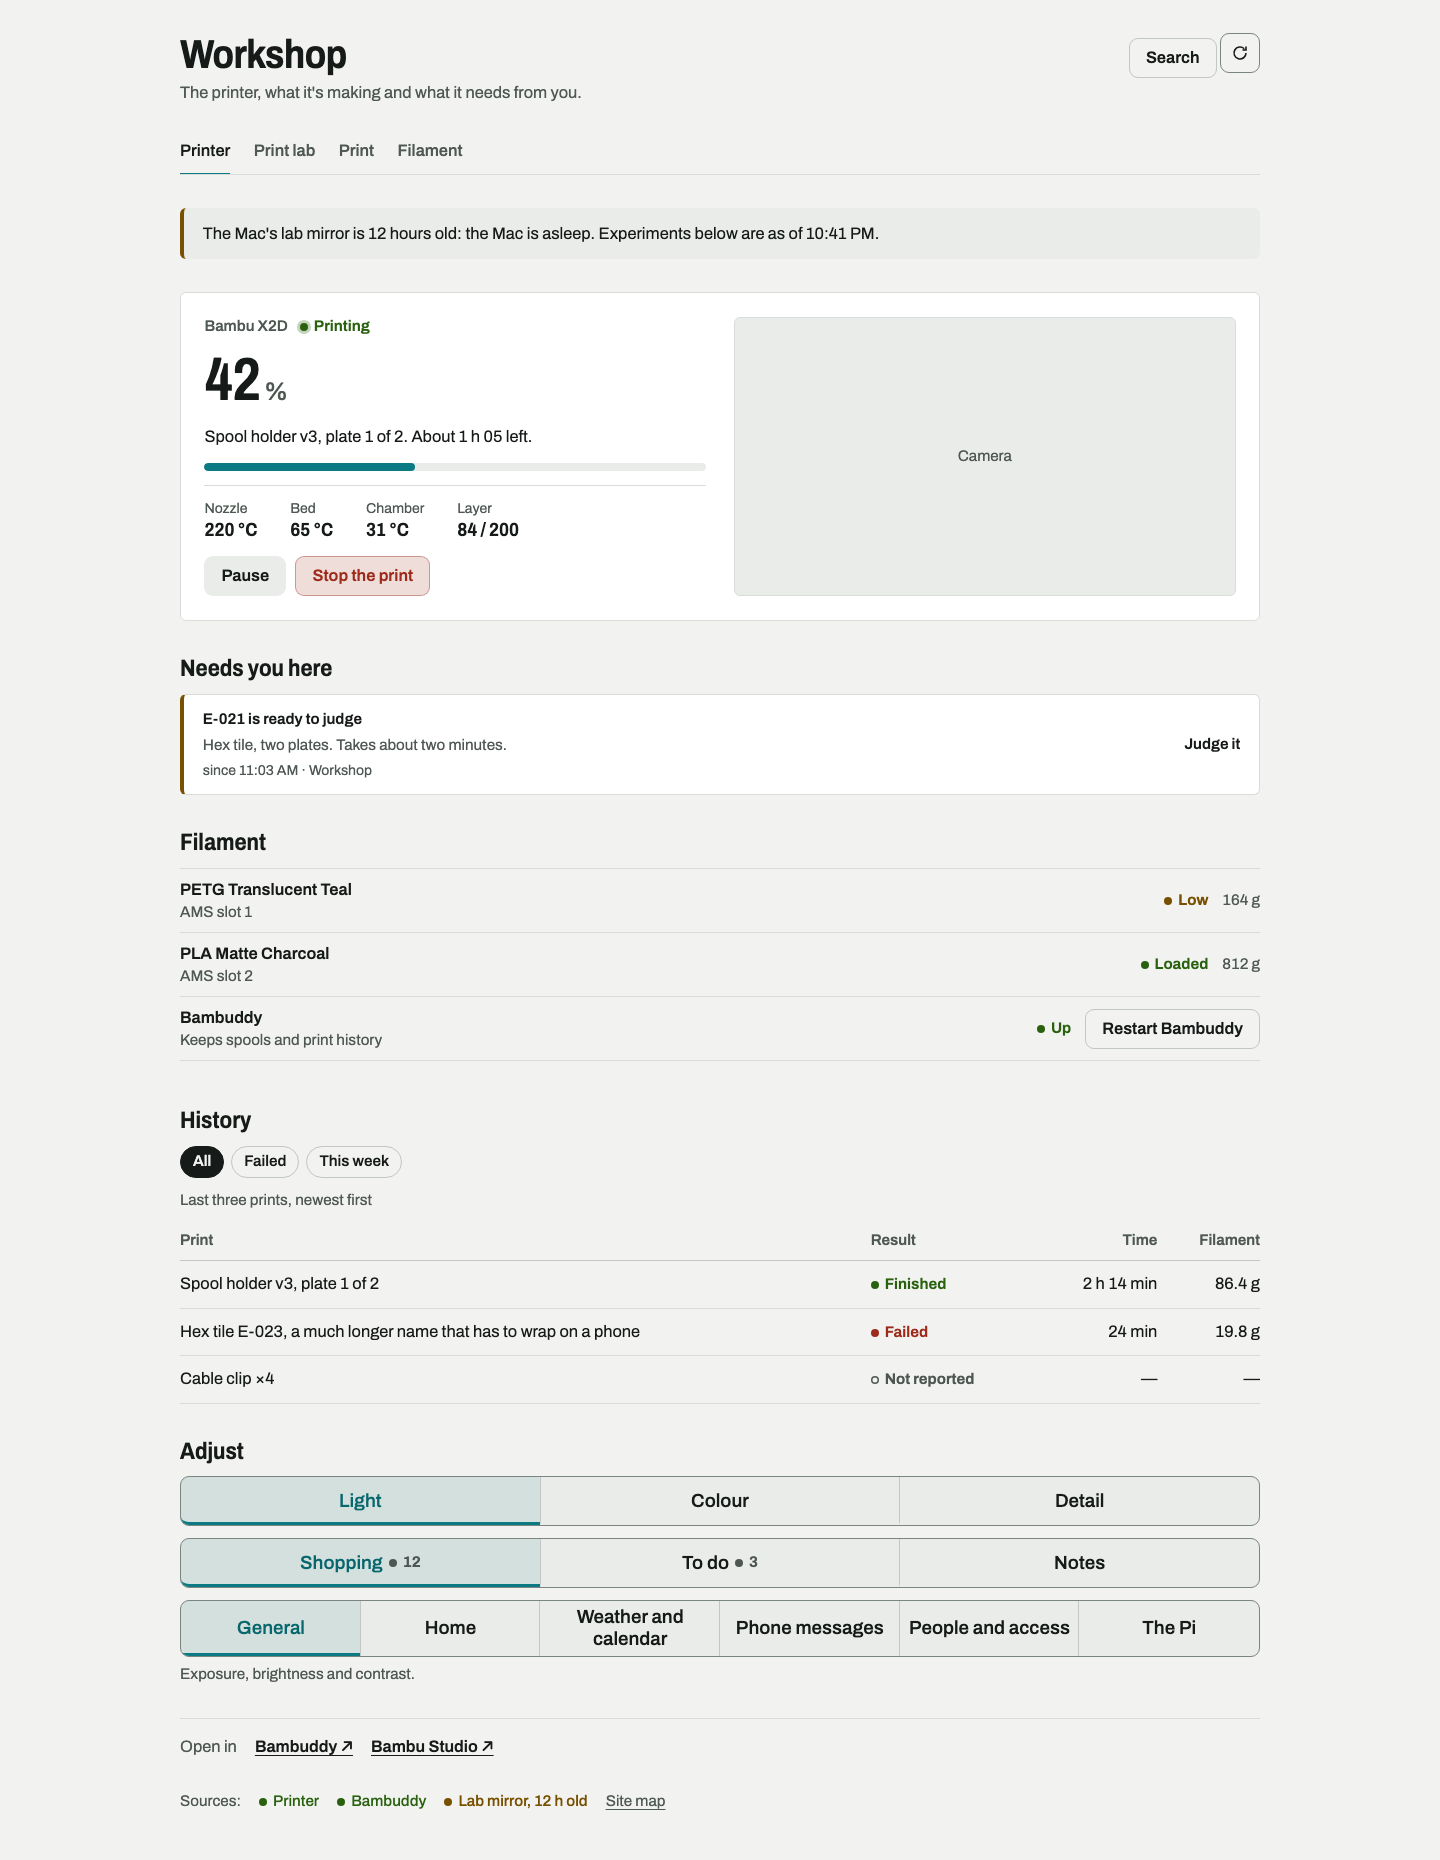 Workshop
Search
The printer, what it's making and what it needs from you.
Printer Print lab Print Filament
The Mac's lab mirror is 12 hours old: the Mac is asleep. Experiments below are as of 10:41 PM.
Bambu X2D Printing
42 %
Spool holder v3, plate 1 of 2. About 1 h 05 left.
Camera
Nozzle Bed Chamber Layer
220 °C 65 °C 31 °C 84 / 200
Pause Stop the print
Needs you here
E-021 is ready to judge
Hex tile, two plates. Takes about two minutes.
Judge it
since 11:03 AM · Workshop
Filament
PETG Translucent Teal
AMS slot 1
Low 164 g
PLA Matte Charcoal
AMS slot 2
Loaded 812 g
Bambuddy
Keeps spools and print history
Up Restart Bambuddy
History
All Failed This week
Last three prints, newest first
Print Result Time Filament
Spool holder v3, plate 1 of 2 Finished 2 h 14 min 86.4 g
Hex tile E-023, a much longer name that has to wrap on a phone Failed 24 min 19.8 g
Cable clip ×4 Not reported — —
Adjust
Light Colour Detail
Shopping 12 To do 3 Notes
General Home Weather and calendar Phone messages People and access The Pi
Exposure, brightness and contrast.
Open in Bambuddy ↗ Bambu Studio ↗
Sources: Printer Bambuddy Lab mirror, 12 h old Site map